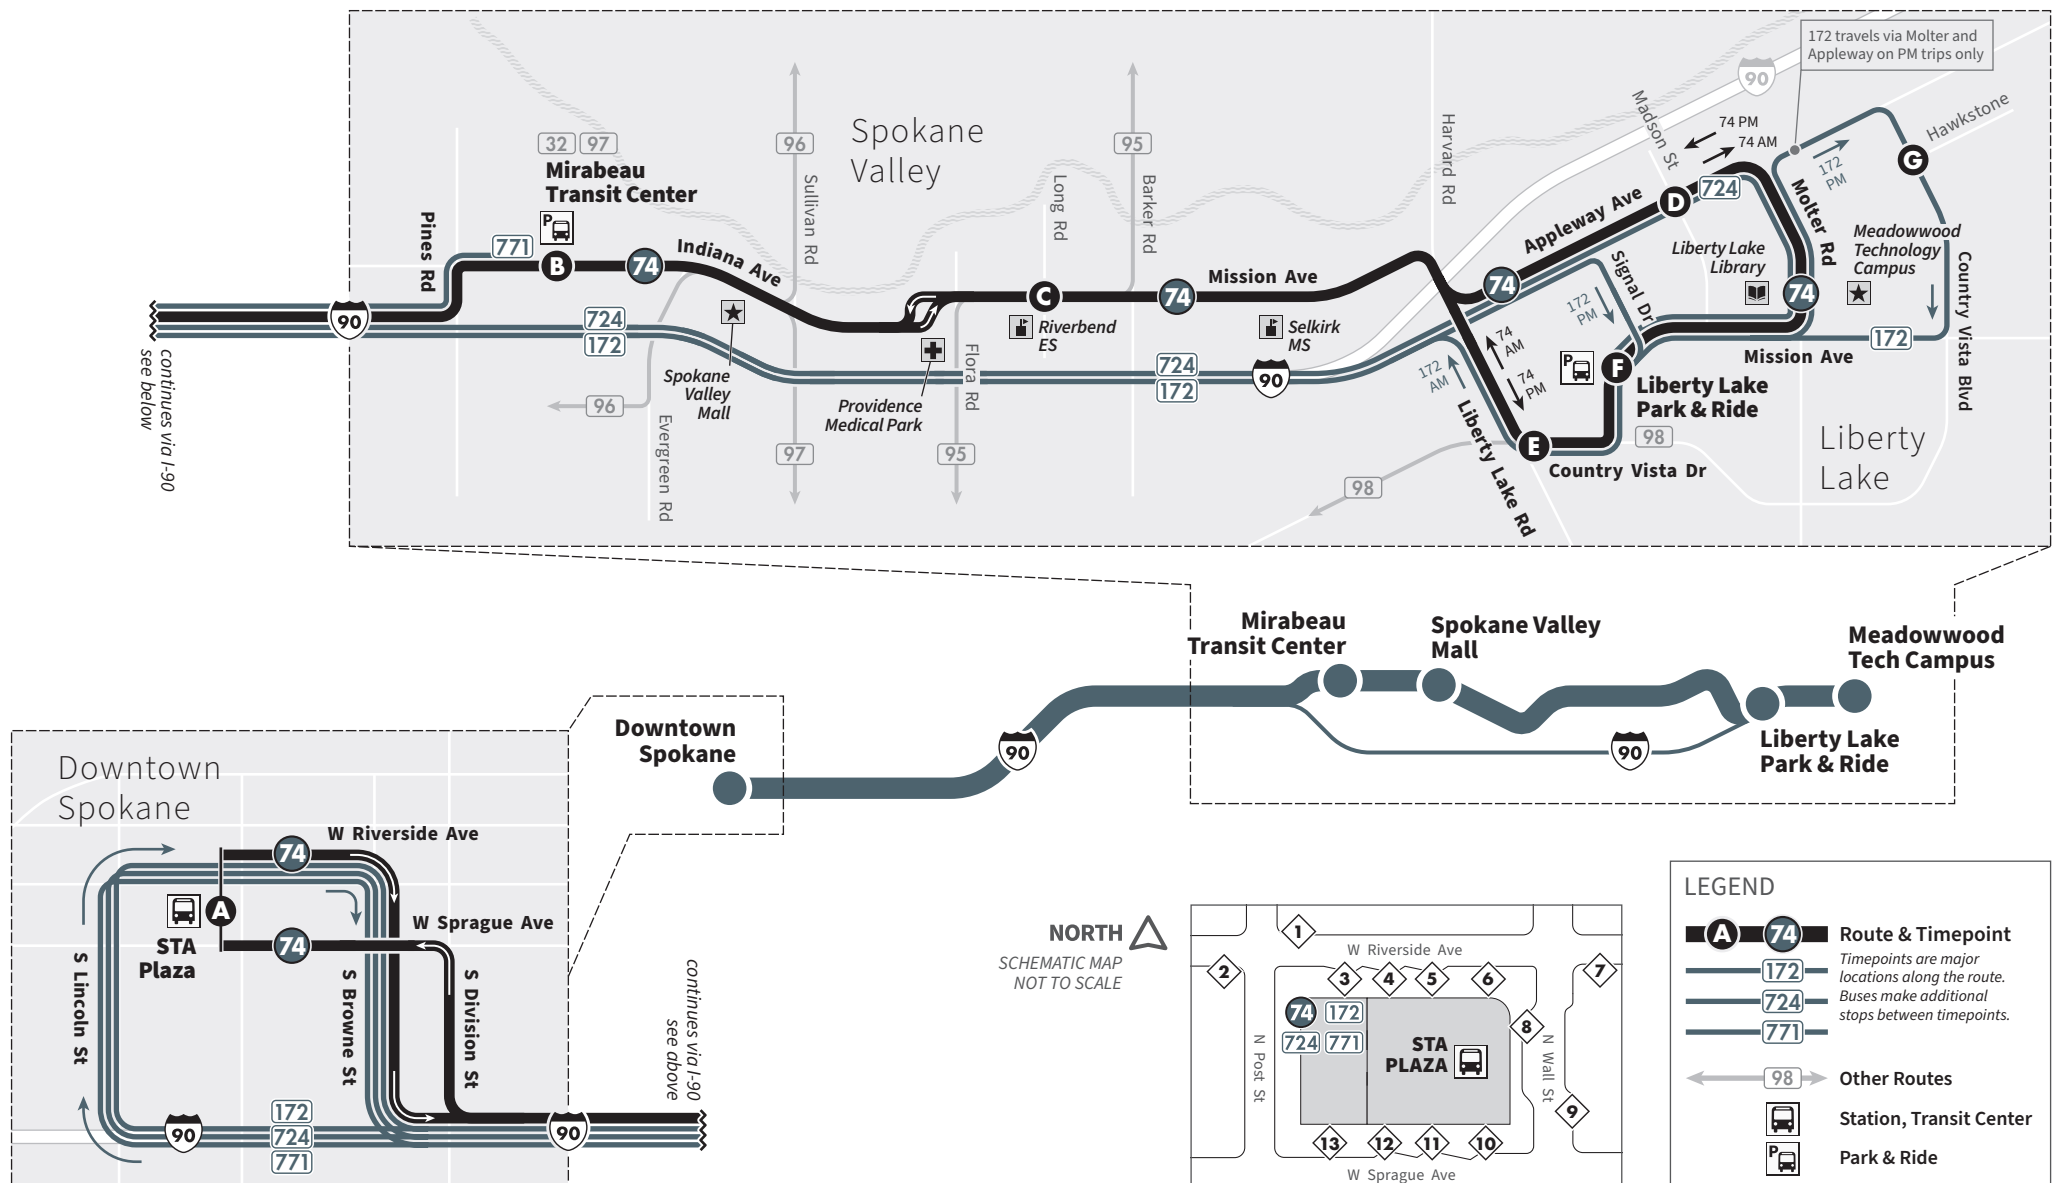 172 travels via Molter and
Appleway on PM trips only
90
Spokane
Valley
32
97
Mirabeau
Transit Center
P
Pines Rd
771
B
74
Indiana Ave
96
Sullivan Rd
Long Rd
95
Barker Rd
Harvard Rd
Madson St
74 PM
74 AM
172
PM
G
Hawkstone
D
724
Appleway Ave
Molter Rd
Liberty Lake
Library
Meadowwood
Technology
Campus
Country Vista Blvd
C
74
Mission Ave
74
Signal Dr
172
PM
74
90
724
172
Riverbend
ES
Selkirk
MS
Flora Rd
Spokane
Valley
Mall
Providence
Medical Park
724
172
90
172
AM
74
AM
74
PM
P
F
Liberty Lake
Park & Ride
Mission Ave
172
96
Evergreen Rd
97
95
98
Liberty Lake Rd
E
Country Vista Dr
98
Liberty
Lake
continues via I-90
see below
Mirabeau
Transit Center
Spokane Valley
Mall
Meadowwood
Tech Campus
Downtown
Spokane
90
90
Liberty Lake
Park & Ride
Downtown
Spokane
W Riverside Ave
74
A
STA
Plaza
W Sprague Ave
74
S Lincoln St
S Browne St
S Division St
continues via I-90
see above
90
172
724
771
90
NORTH
SCHEMATIC MAP
NOT TO SCALE
1
W Riverside Ave
2
3
4
5
6
7
74
172
724
771
8
STA
PLAZA
N Post St
N Wall St
9
13
12
11
10
W Sprague Ave
LEGEND
A
74
Route & Timepoint
172
724
771
Timepoints are major
locations along the route.
Buses make additional
stops between timepoints.
98
Other Routes
Station, Transit Center
P
Park & Ride